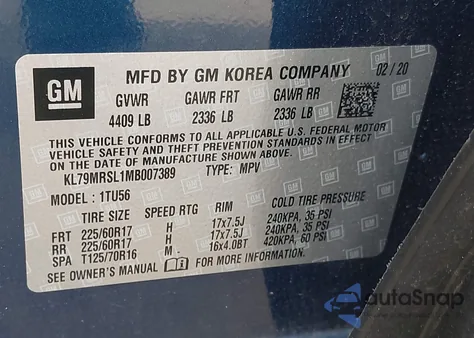 GM MFD BY GM KOREA COMPANY 02/20
GVWR GAWR FRT GAWR RR
4409 LB 2336 LB 2336 LB
THIS VEHICLE CONFORMS TO ALL APPLICABLE U.S. FEDERAL MOTOR
VEHICLE SAFETY, BUMPER, AND THEFT PREVENTION STANDARDS
IN EFFECT ON THE DATE OF MANUFACTURE SHOWN ABOVE.
KL79MRSL1MB007389 TYPE: MPV
MODEL : 1TU56
TIRE SIZE SPEED RTG RIM COLD TIRE PRESSURE
FRT 225/60R17 H 17x7.5J 240KPA, 35 PSI
RR 225/60R17 H 17x7.5J 240KPA, 35 PSI
SPA T125/70R16 M 16x4.0BT 420KPA, 60 PSI
SEE OWNER'S MANUAL FOR MORE INFORMATION.
autoSnap